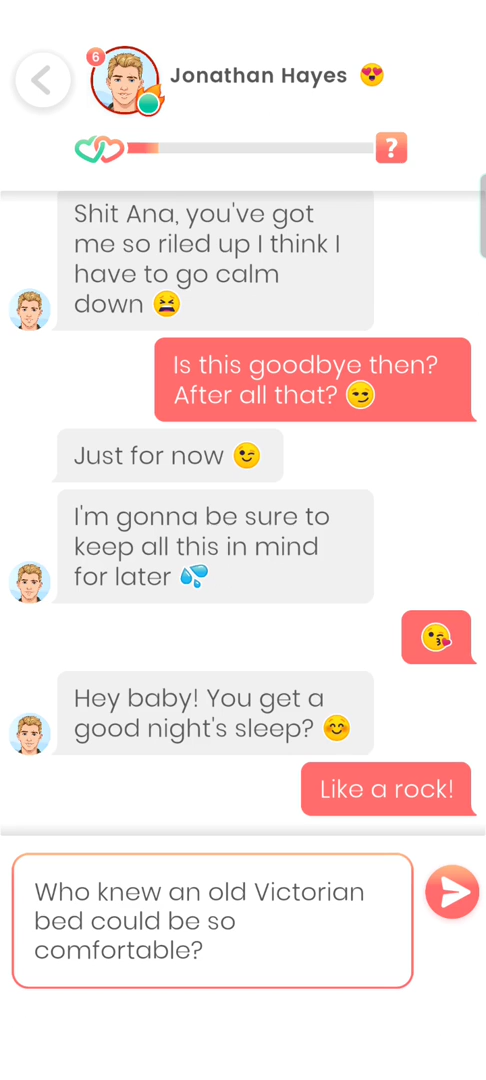 6
Jonathan Hayes 😍
?
Shit Ana, you've got
me so riled up I think I
have to go calm
down 😫
Is this goodbye then?
After all that? 😏
Just for now 😉
I'm gonna be sure to
keep all this in mind
for later 💦
😘
Hey baby! You get a
good night's sleep? 😊
Like a rock!
Who knew an old Victorian
bed could be so
comfortable?